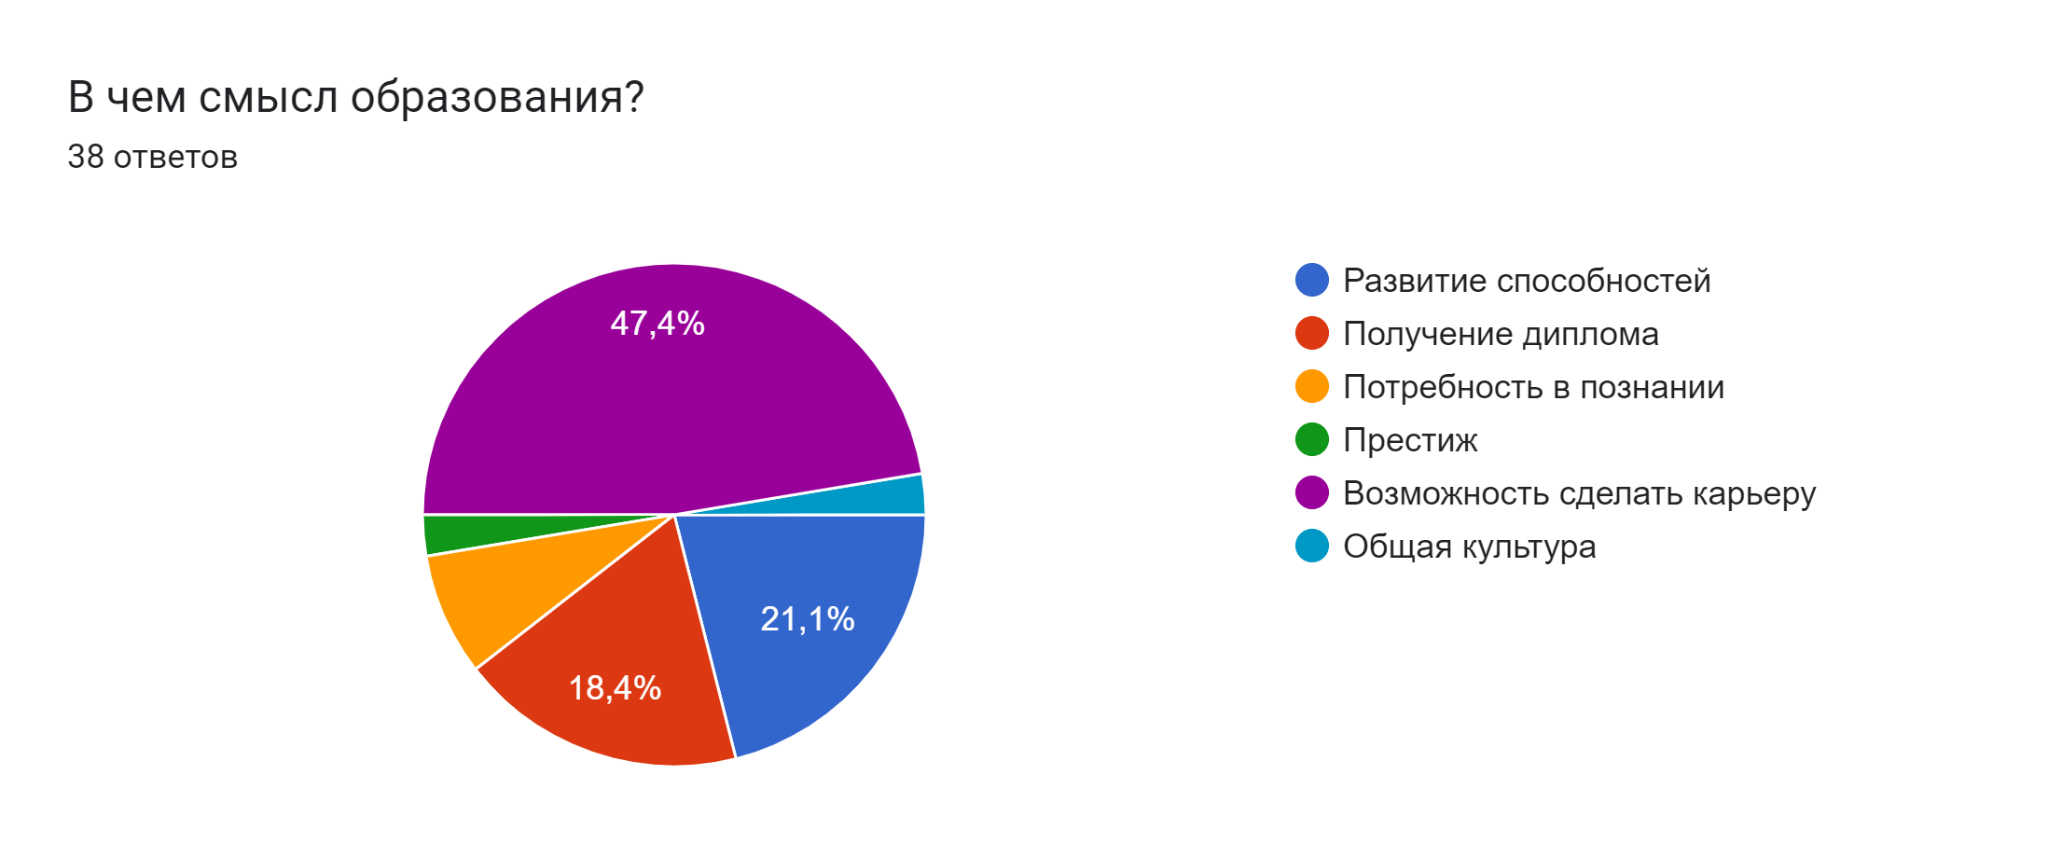 В чем смысл образования?
38 ответов
47,4%
21,1%
18,4%
Развитие способностей
Получение диплома
Потребность в познании
Престиж
Возможность сделать карьеру
Общая культура